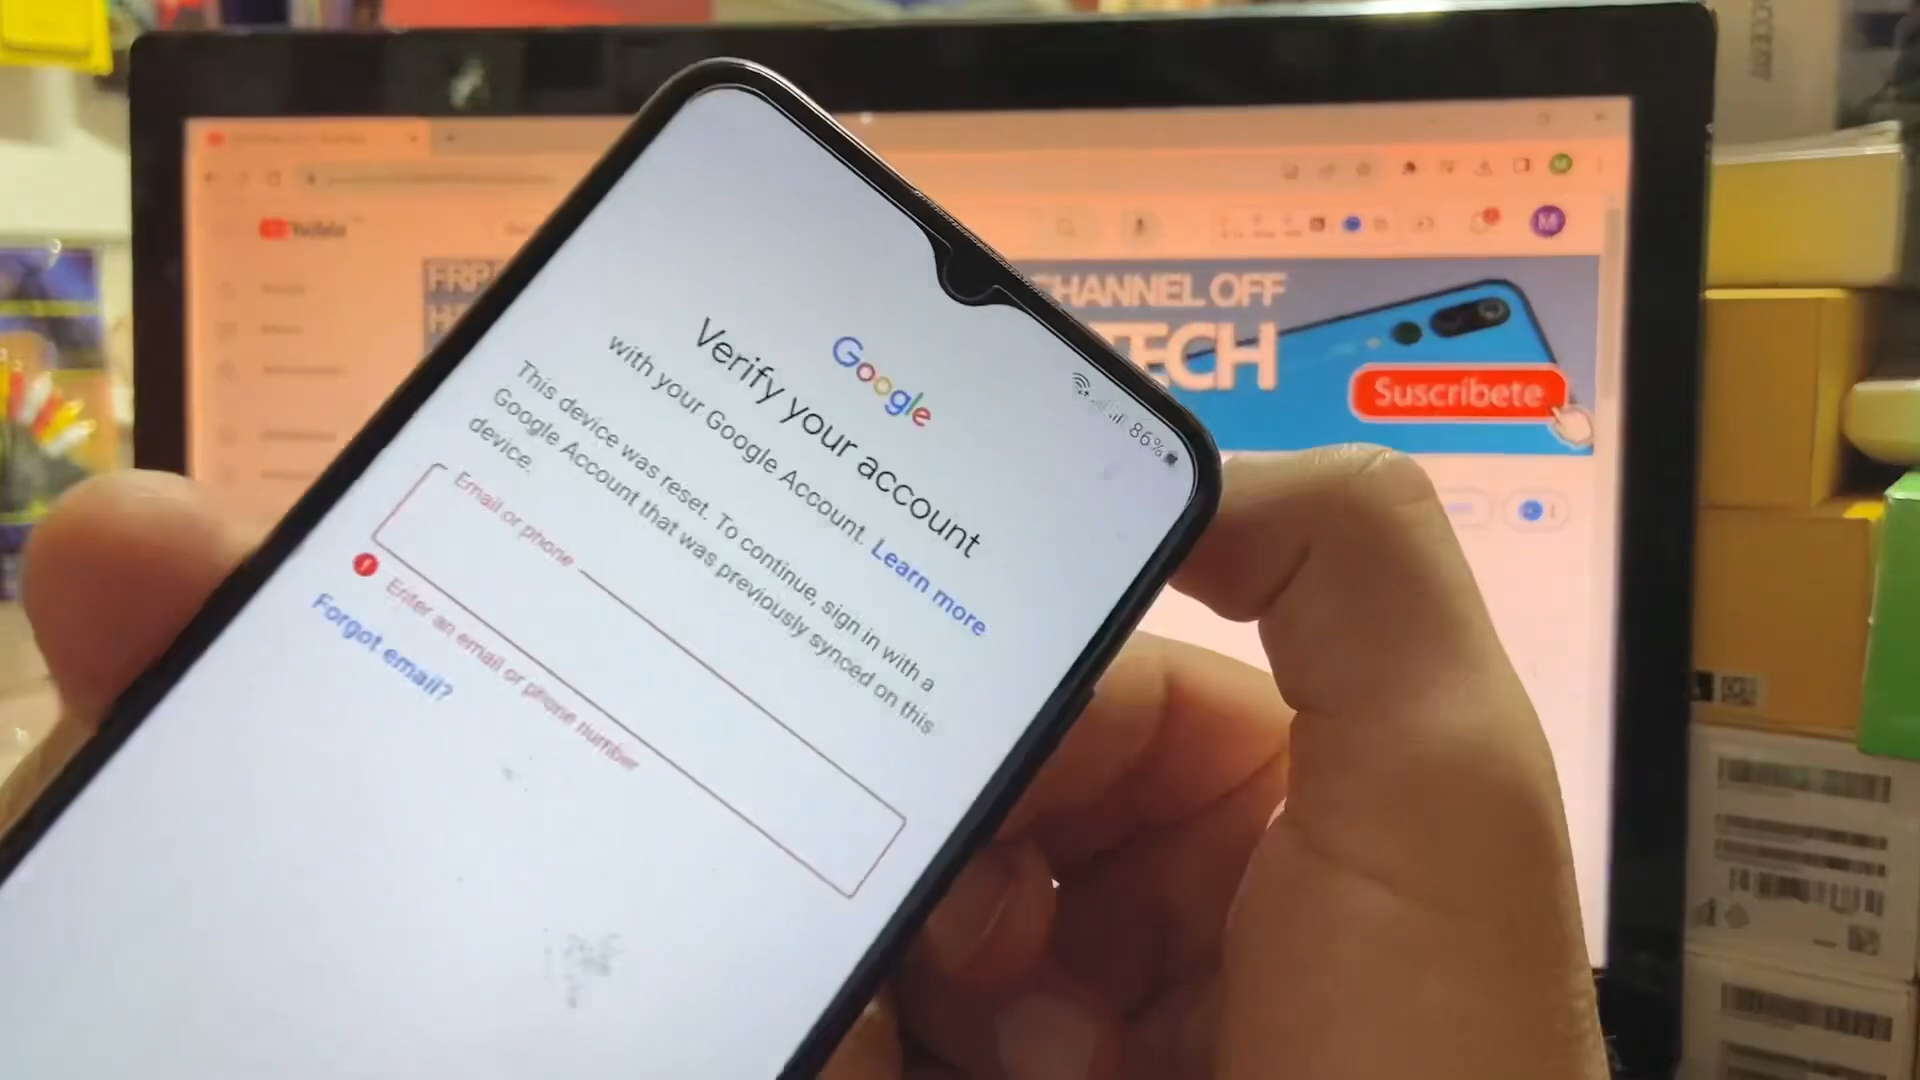 Google
Verify your account
with your Google Account. Learn more
This device was reset. To continue, sign in with a
Google Account that was previously synced on this
device.
Email or phone
Enter an email or phone number
Forgot email?
86%
YouTube
M
FRP
CHANNEL OFF
TECH
Suscríbete